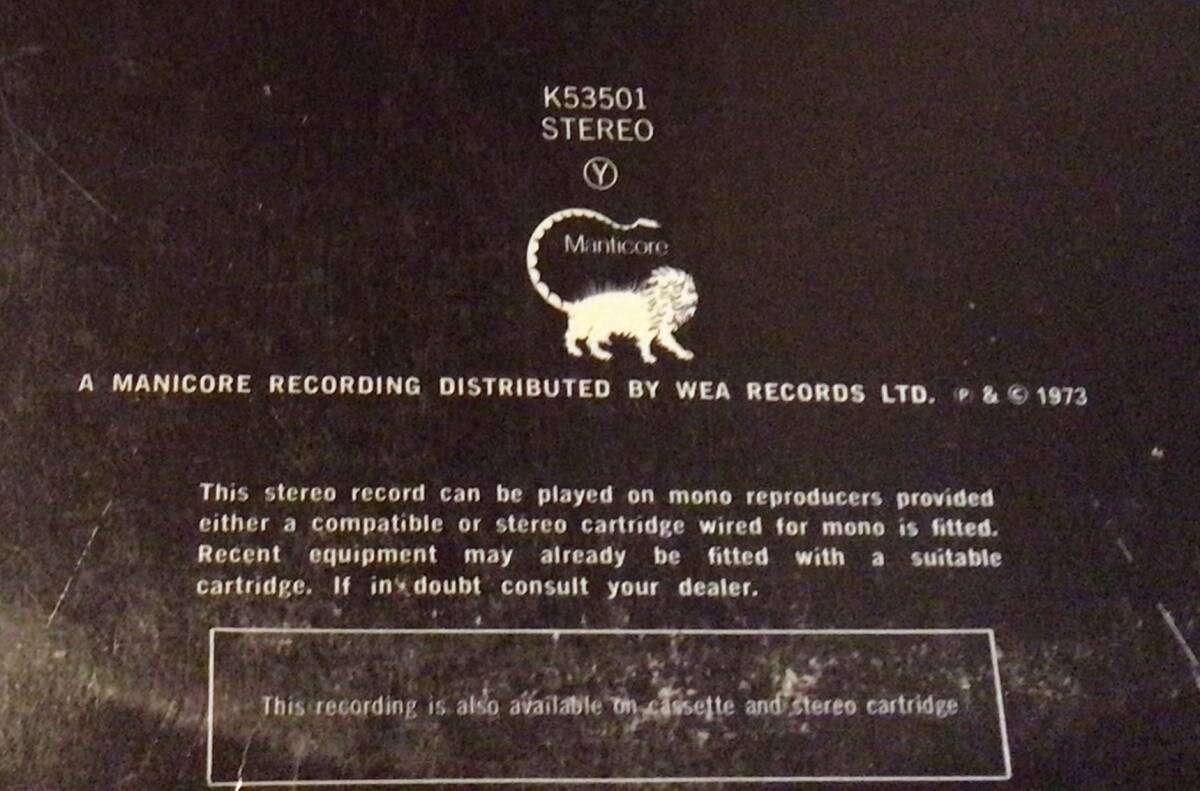 K53501
STEREO
Y
Manticore
A MANICORE RECORDING DISTRIBUTED BY WEA RECORDS LTD. ℗ & © 1973
This stereo record can be played on mono reproducers provided
either a compatible or stereo cartridge wired for mono is fitted.
Recent equipment may already be fitted with a suitable
cartridge. If in doubt consult your dealer.
This recording is also available on cassette and stereo cartridge